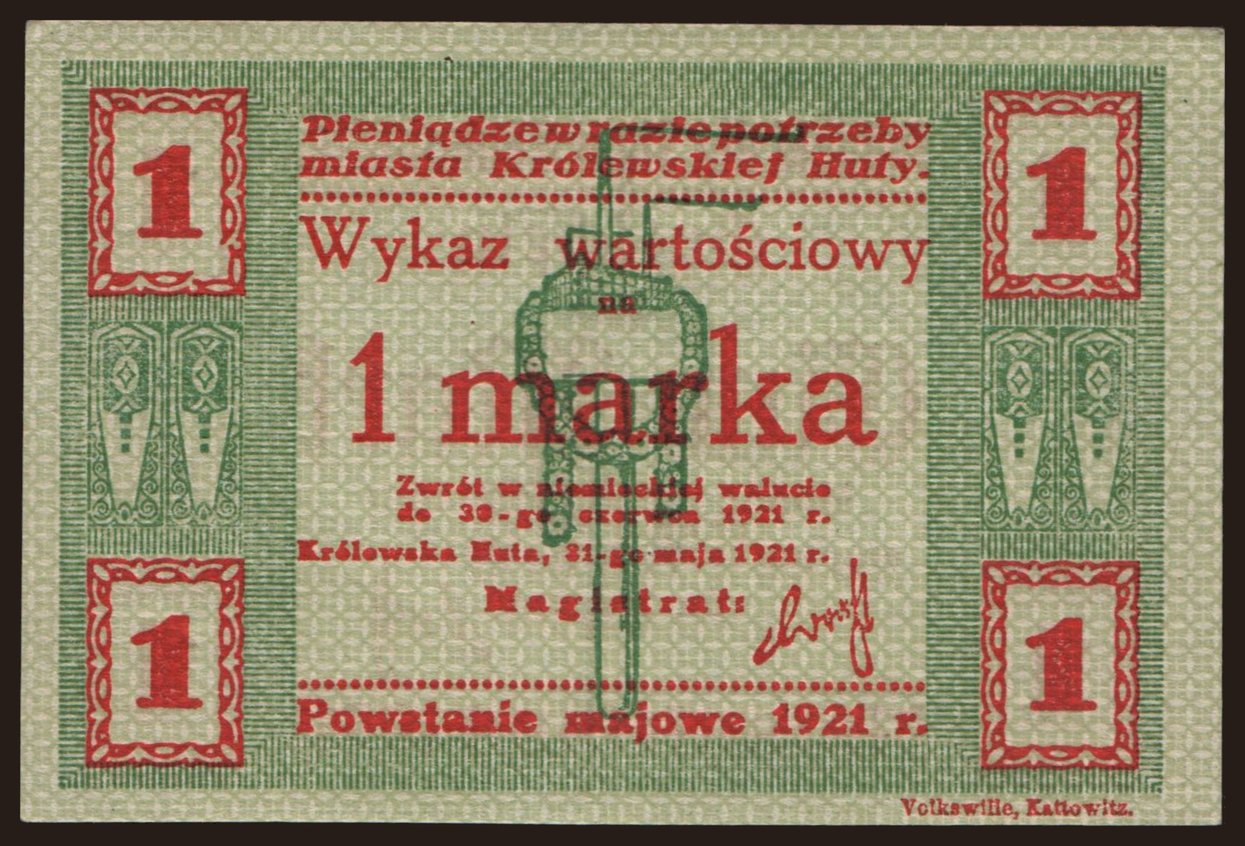 1
1
Pieniądze w razie potrzeby
miasta Królewskiej Huty.
Wykaz wartościowy
na
1 marka
Zwrót w niemieckiej walucie
do 30-go czerwca 1921 r.
Królewska Huta, 31-go maja 1921 r.
Magistrat:
1
1
Powstanie majowe 1921 r.
Volkswille, Kattowitz.